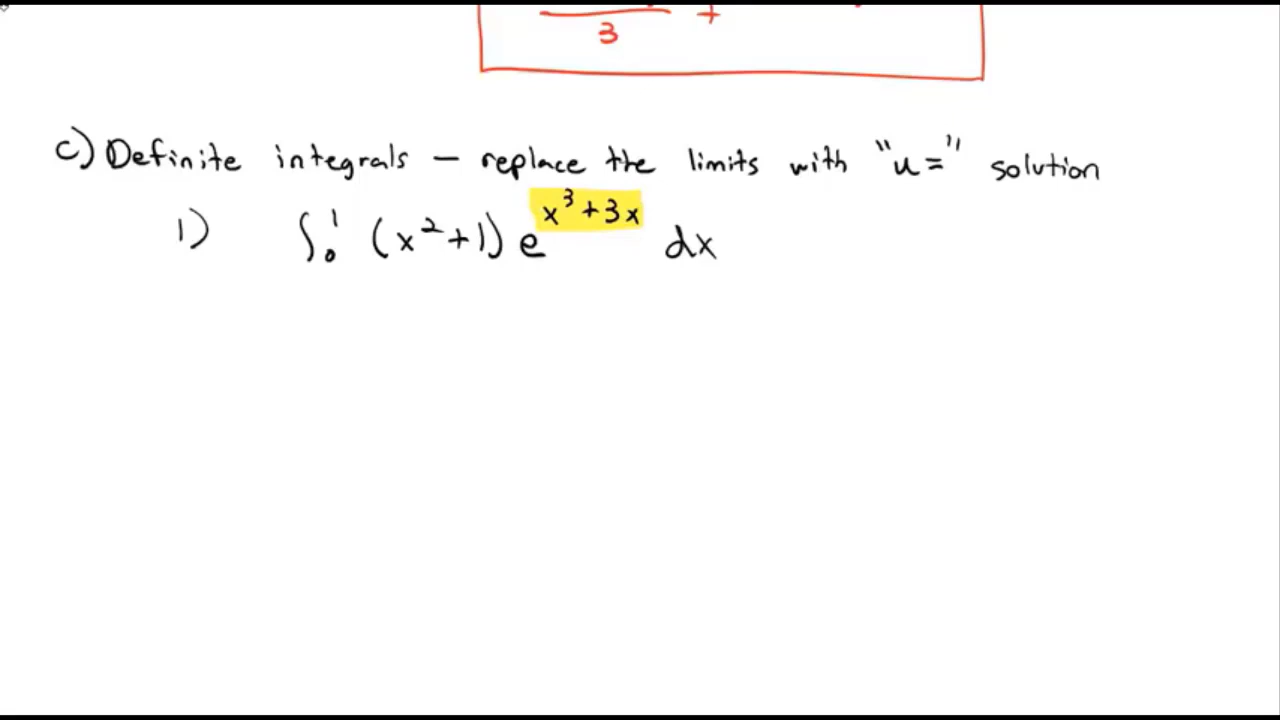 3 +
c) Definite integrals — replace the limits with "u=" solution
1) ∫₀¹ (x²+1) e^(x³+3x) dx